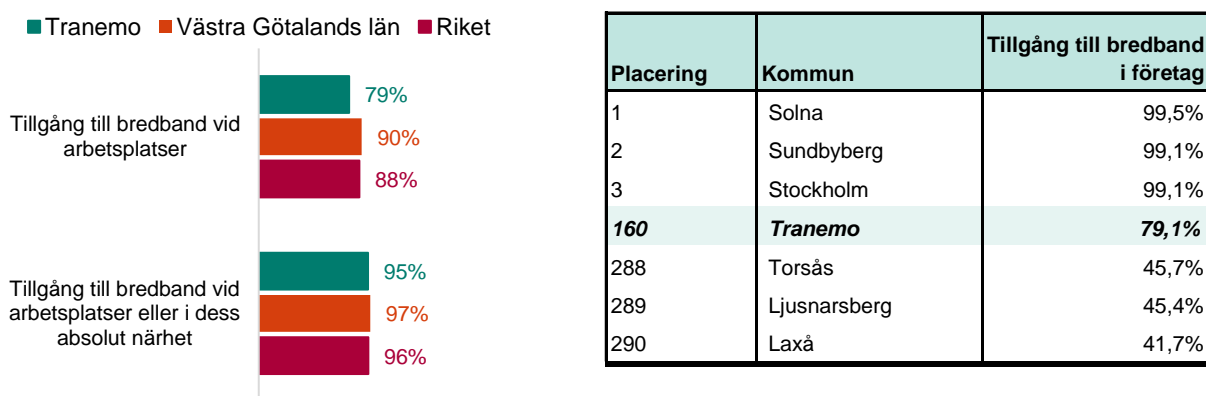 Tranemo Västra Götalands län Riket
Tillgång till bredband vid
arbetsplatser
79%
90%
88%
Tillgång till bredband vid
arbetsplatser eller i dess
absolut närhet
95%
97%
96%
Placering Kommun Tillgång till bredband i företag
1 Solna 99,5%
2 Sundbyberg 99,1%
3 Stockholm 99,1%
160 Tranemo 79,1%
288 Torsås 45,7%
289 Ljusnarsberg 45,4%
290 Laxå 41,7%